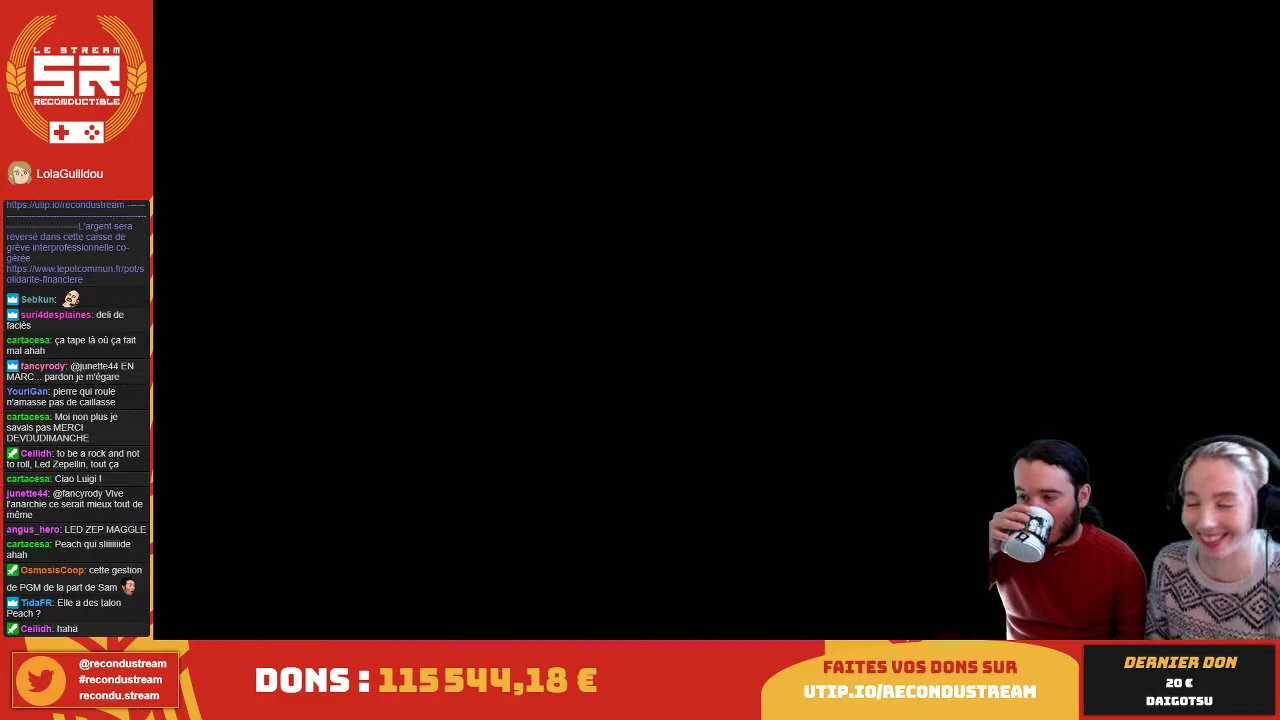 LE STREAM
SR
RECONDUCTIBLE
LolaGuilldou
https://utip.io/recondustream ------
--------------------------------------------
----------------------L'argent sera
reversé dans cette caisse de
grève interprofessionnelle co-
gérée
https://www.lepotcommun.fr/pot/s
olidarite-financiere
Sebkun:
suri4desplaines: deli de
faciès
cartacesa: ça tape là où ça fait
mal ahah
fancyrody: @junette44 EN
MARC... pardon je m'égare
YouriGan: pierre qui roule
n'amasse pas de caillasse
cartacesa: Moi non plus je
savais pas MERCI
DEVDUDIMANCHE
Ceilidh: to be a rock and not
to roll, Led Zepellin, tout ça
cartacesa: Ciao Luigi !
junette44: @fancyrody Vive
l'anarchie ce serait mieux tout de
même
angus_hero: LED ZEP MAGGLE
cartacesa: Peach qui sliiiiiiide
ahah
OsmosisCoop: cette gestion
de PGM de la part de Sam
TidaFR: Elle a des talon
Peach ?
Ceilidh: haha
@recondustream
#recondustream
recondu.stream
DONS : 115 544,18 €
FAITES VOS DONS SUR
UTIP.IO/RECONDUSTREAM
DERNIER DON
20 €
DAIGOTSU